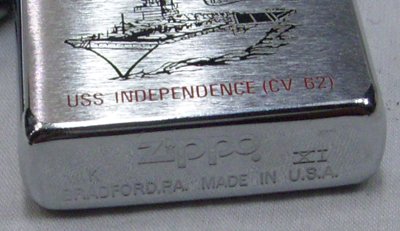 USS INDEPENDENCE (CV 62)
K Zippo XI
BRADFORD.PA. MADE IN U.S.A.